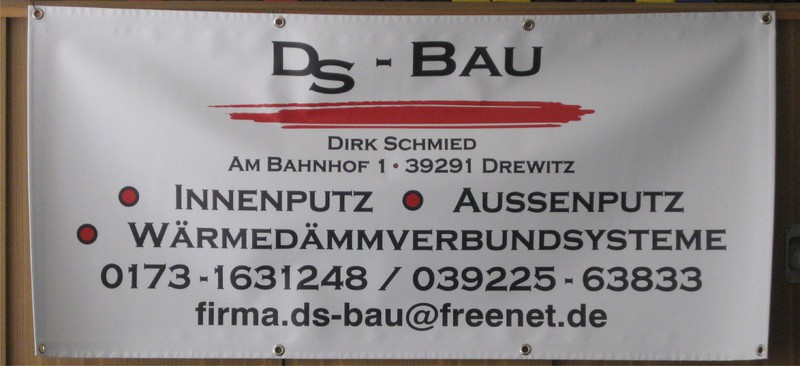 DS - BAU
DIRK SCHMIED
AM BAHNHOF 1 • 39291 DREWITZ
• INNENPUTZ • AUSSENPUTZ
• WÄRMEDÄMMVERBUNDSYSTEME
0173 - 1631248 / 039225 - 63833
firma.ds-bau@freenet.de